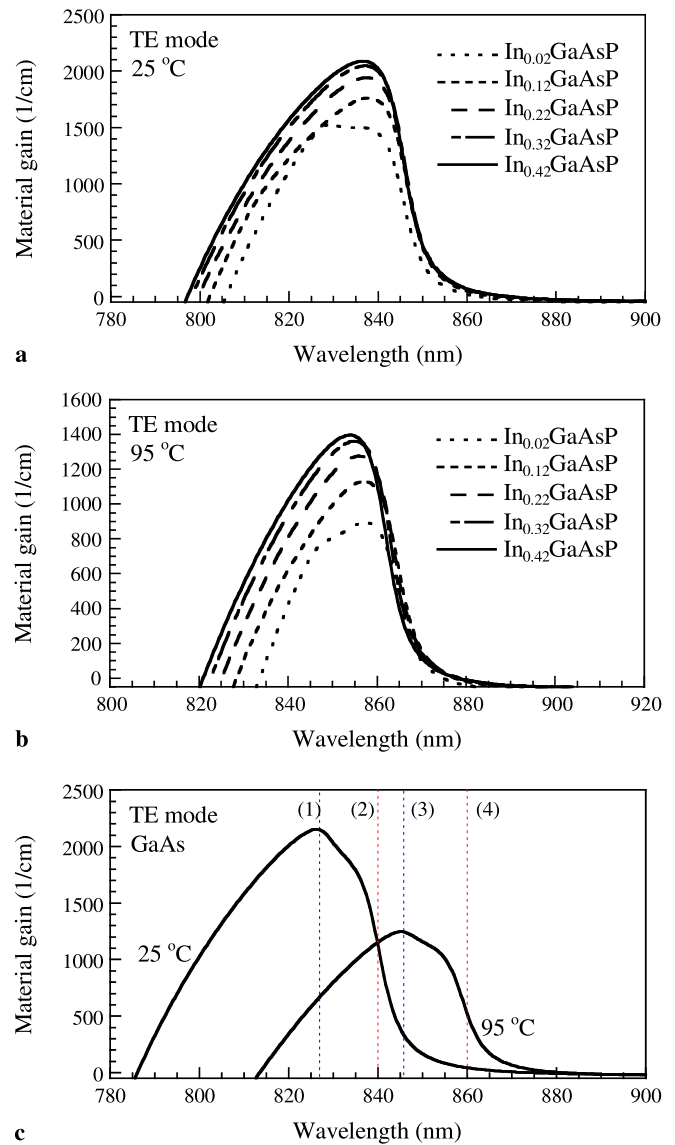 2500
2000
1500
1000
500
0
Material gain (1/cm)
TE mode
25 °C
In0.02GaAsP
In0.12GaAsP
In0.22GaAsP
In0.32GaAsP
In0.42GaAsP
780 800 820 840 860 880 900
a
Wavelength (nm)
1600
1400
1200
1000
800
600
400
200
0
Material gain (1/cm)
TE mode
95 °C
In0.02GaAsP
In0.12GaAsP
In0.22GaAsP
In0.32GaAsP
In0.42GaAsP
800 820 840 860 880 900 920
b
Wavelength (nm)
2500
2000
1500
1000
500
0
Material gain (1/cm)
TE mode
GaAs
(1) (2) (3) (4)
25 °C
95 °C
780 800 820 840 860 880 900
c
Wavelength (nm)